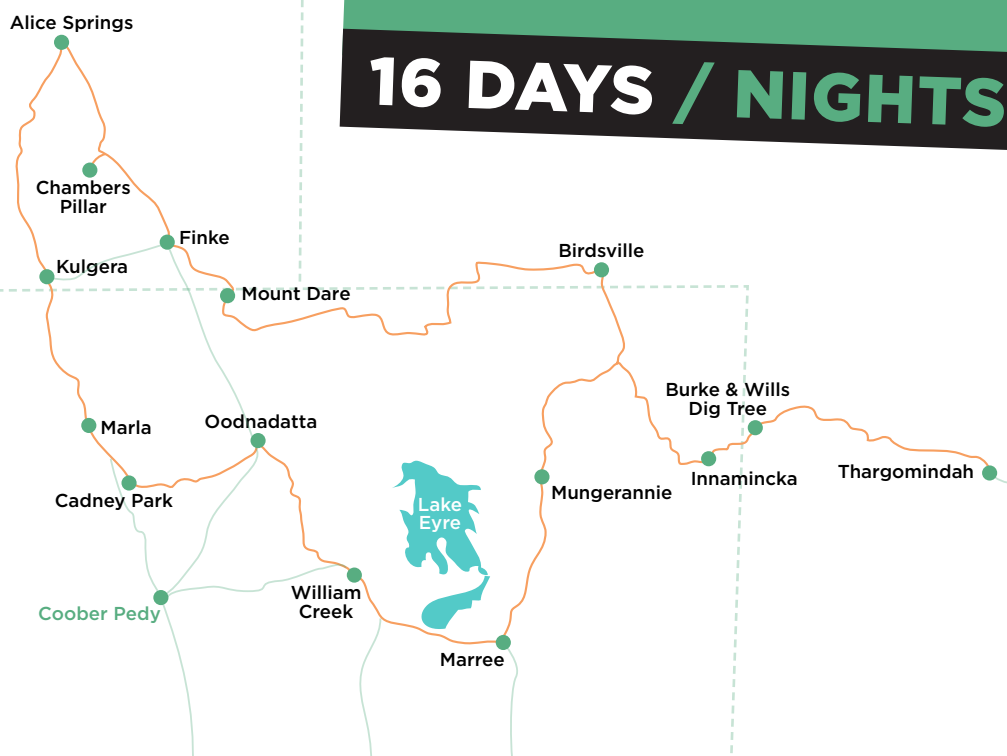 Alice Springs
16 DAYS / NIGHTS
Chambers
Pillar
Finke
Birdsville
Kulgera
Mount Dare
Burke & Wills
Dig Tree
Oodnadatta
Marla
Thargomindah
Innamincka
Mungerannie
Cadney Park
Lake
Eyre
William
Creek
Coober Pedy
Marree